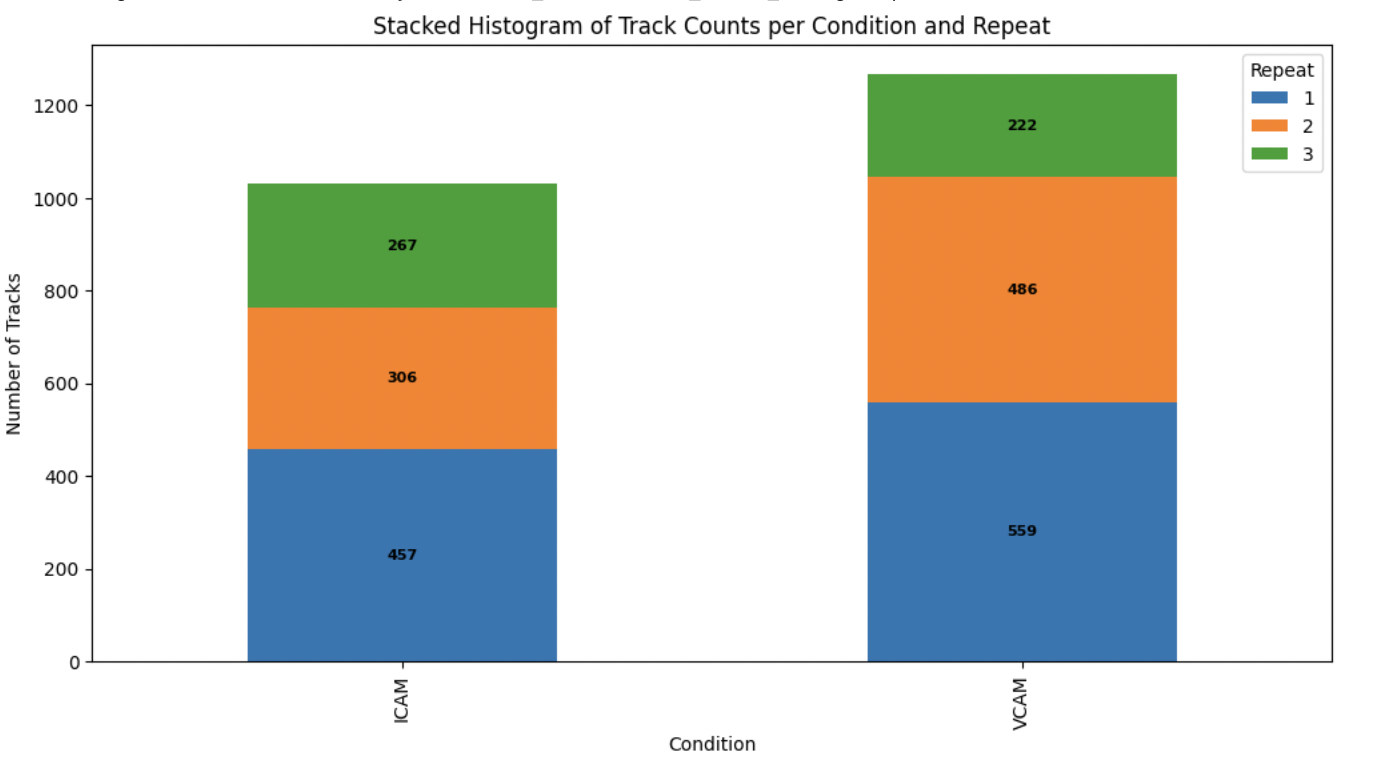 Stacked Histogram of Track Counts per Condition and Repeat
Number of Tracks
1200
1000
800
600
400
200
0
267
306
457
222
486
559
Repeat
1
2
3
ICAM
VCAM
Condition